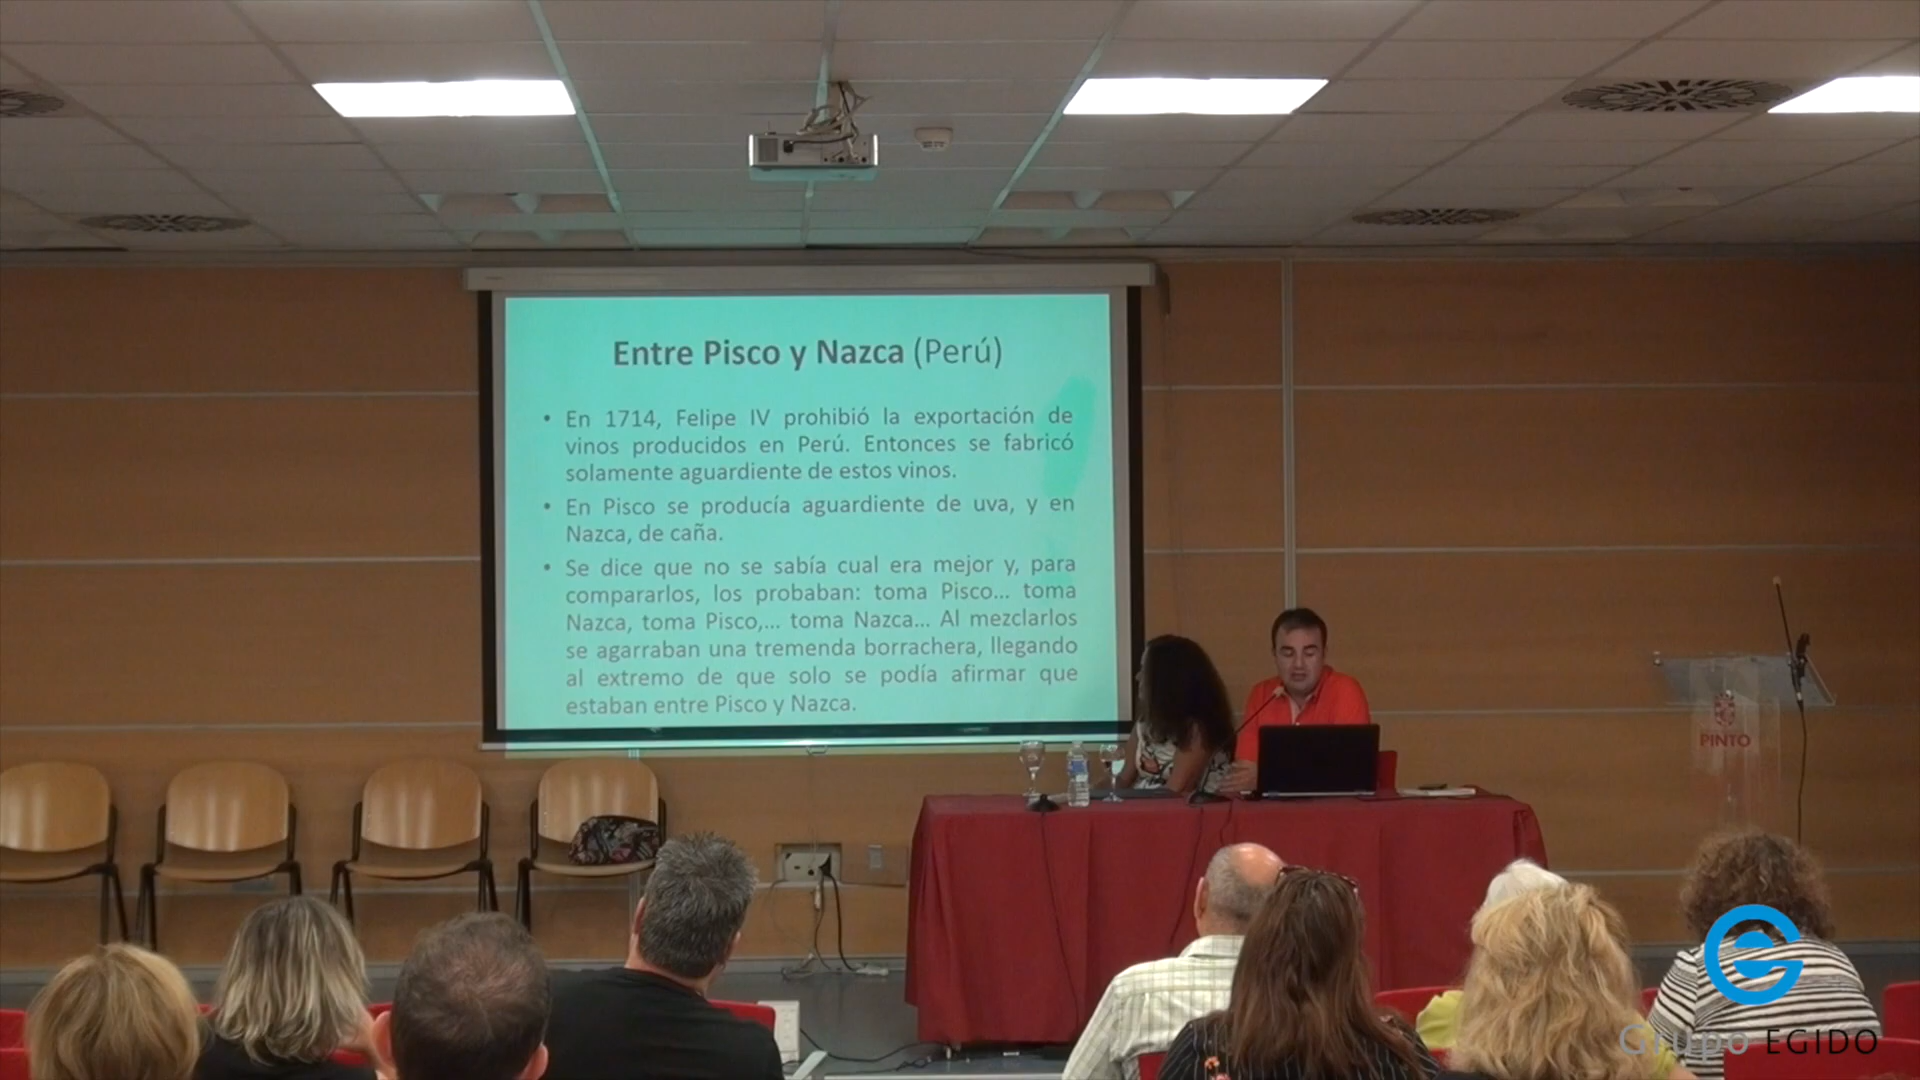 Entre Pisco y Nazca (Perú)
• En 1714, Felipe IV prohibió la exportación de
vinos producidos en Perú. Entonces se fabricó
solamente aguardiente de estos vinos.
• En Pisco se producía aguardiente de uva, y en
Nazca, de caña.
• Se dice que no se sabía cual era mejor y, para
compararlos, los probaban: toma Pisco... toma
Nazca, toma Pisco,... toma Nazca... Al mezclarlos
se agarraban una tremenda borrachera, llegando
al extremo de que solo se podía afirmar que
estaban entre Pisco y Nazca.
PINTO
Grupo EGIDO